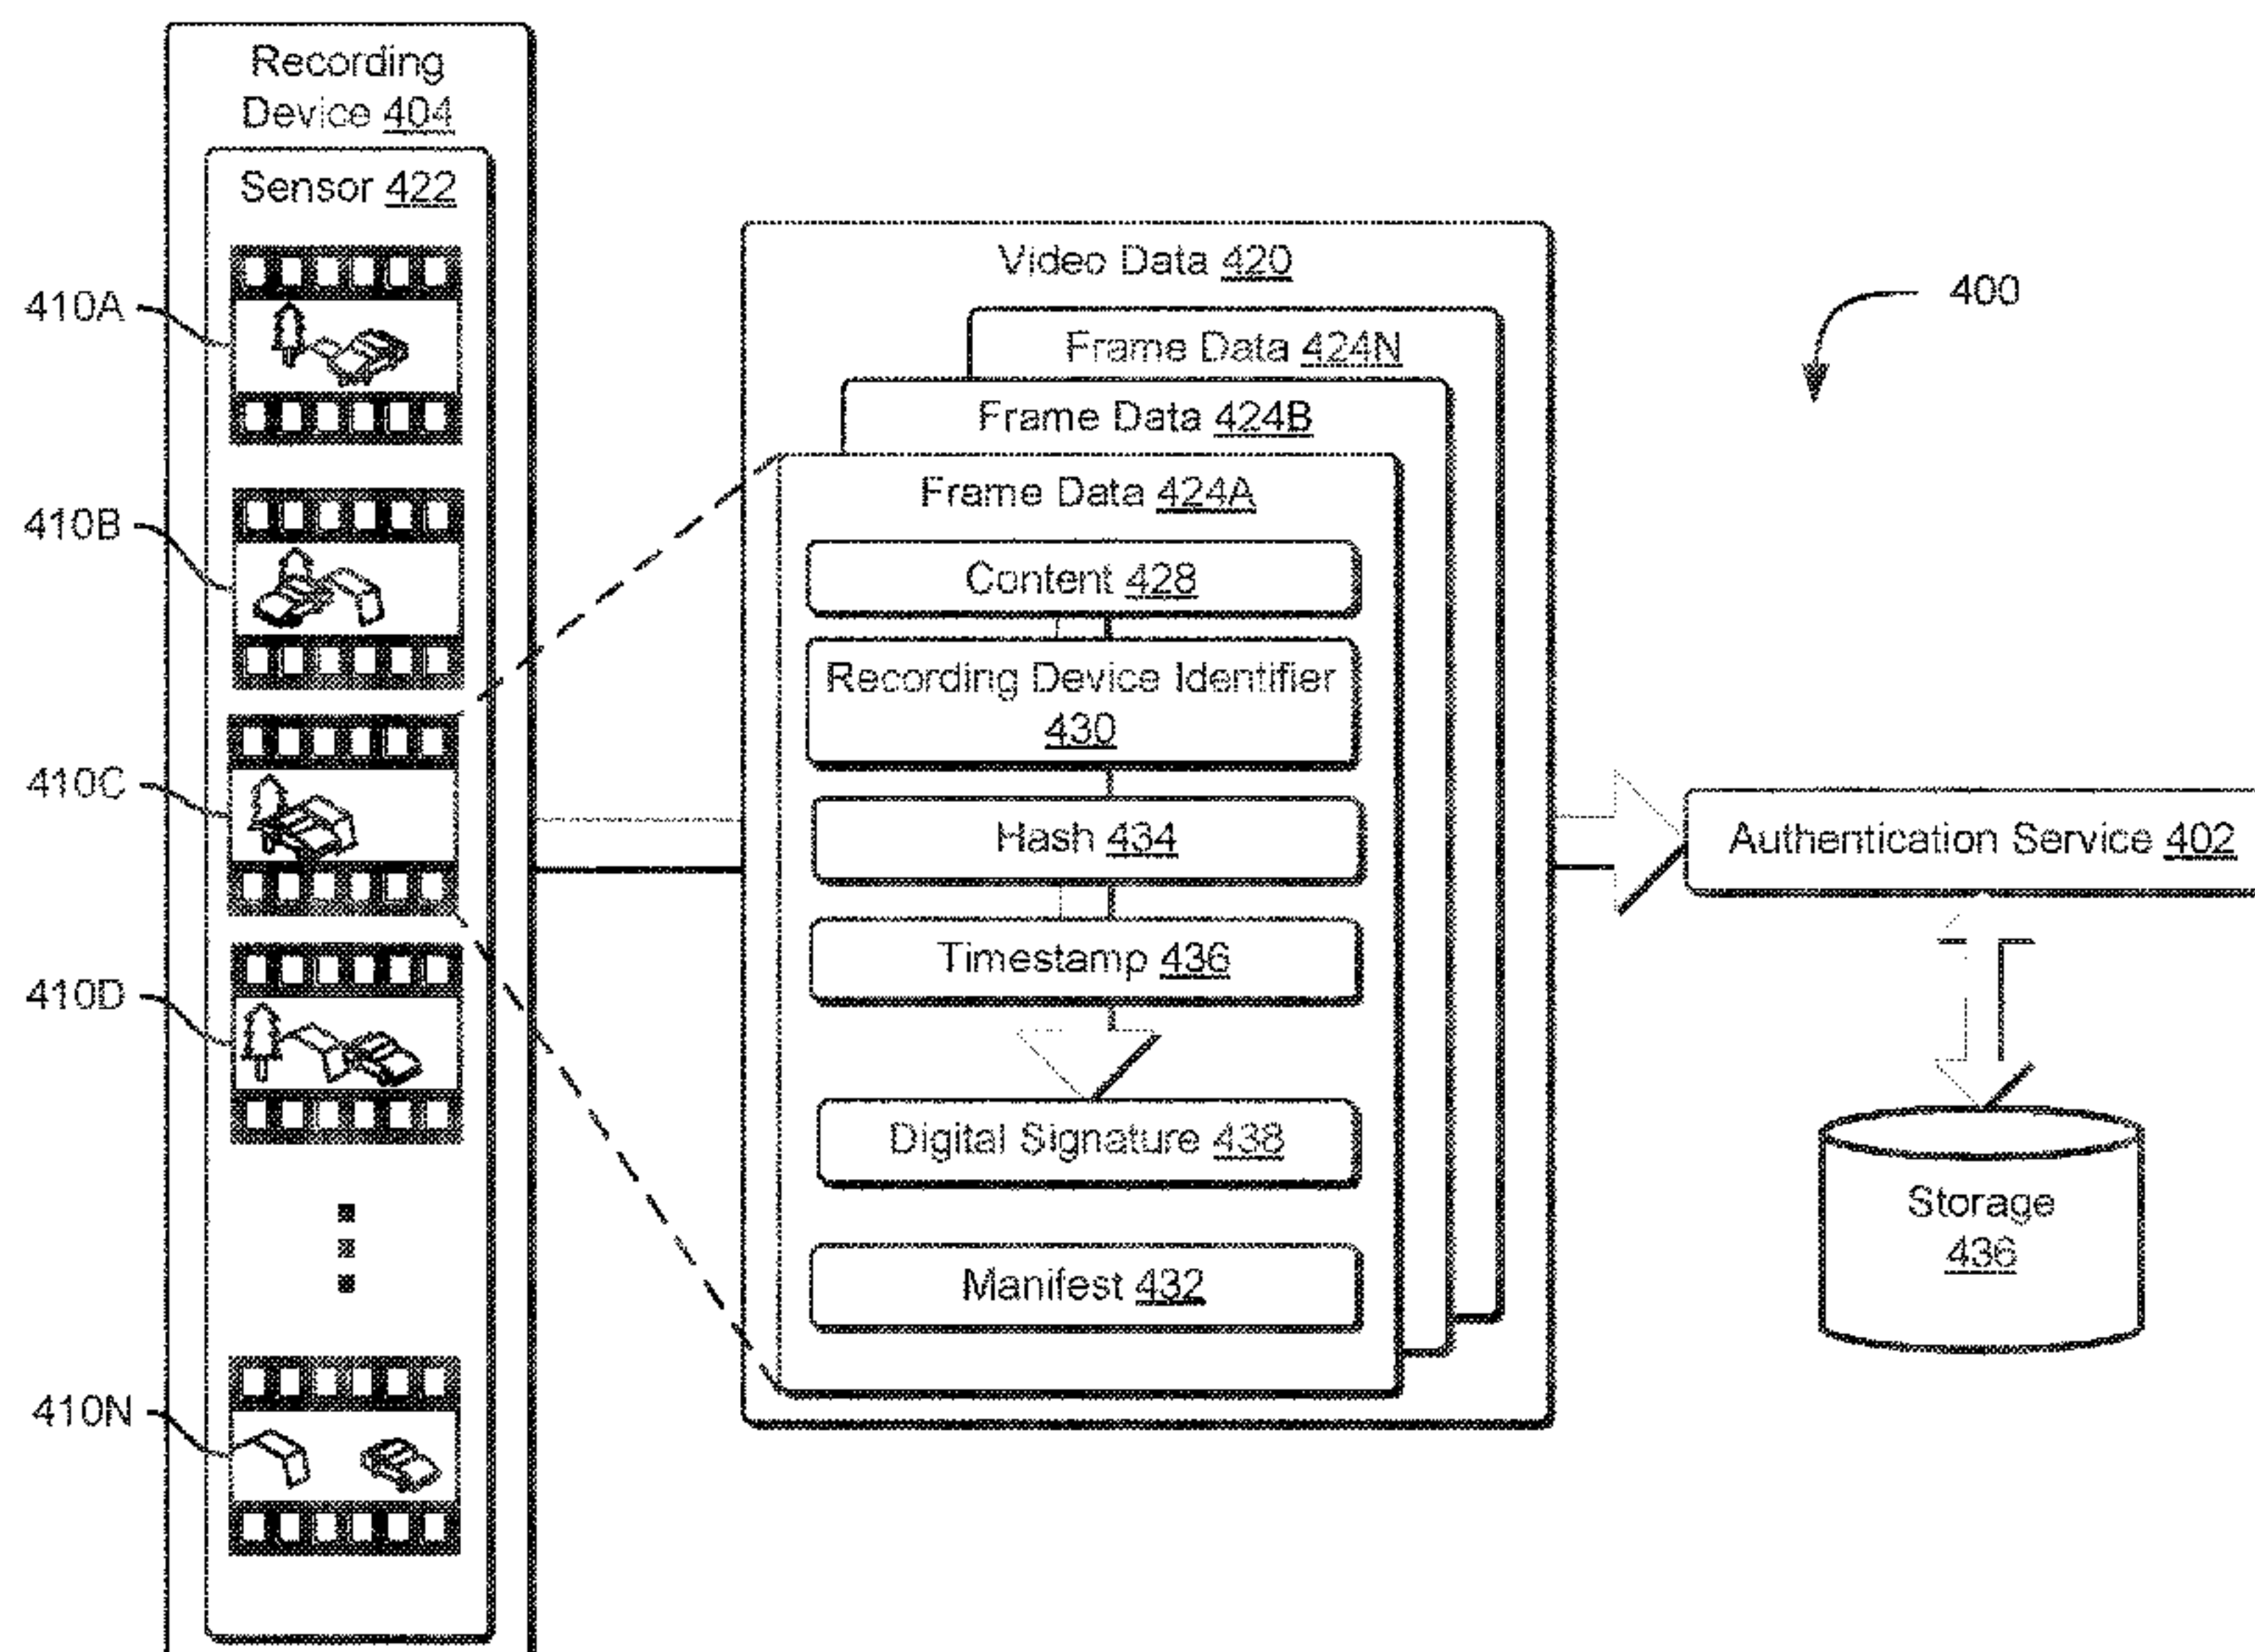 Recording
Device 404
Sensor 422
410A
410B
410C
410D
410N
Video Data 420
Frame Data 424N
Frame Data 424B
Frame Data 424A
Content 428
Recording Device Identifier
430
Hash 434
Timestamp 436
Digital Signature 438
Manifest 432
400
Authentication Service 402
Storage
436